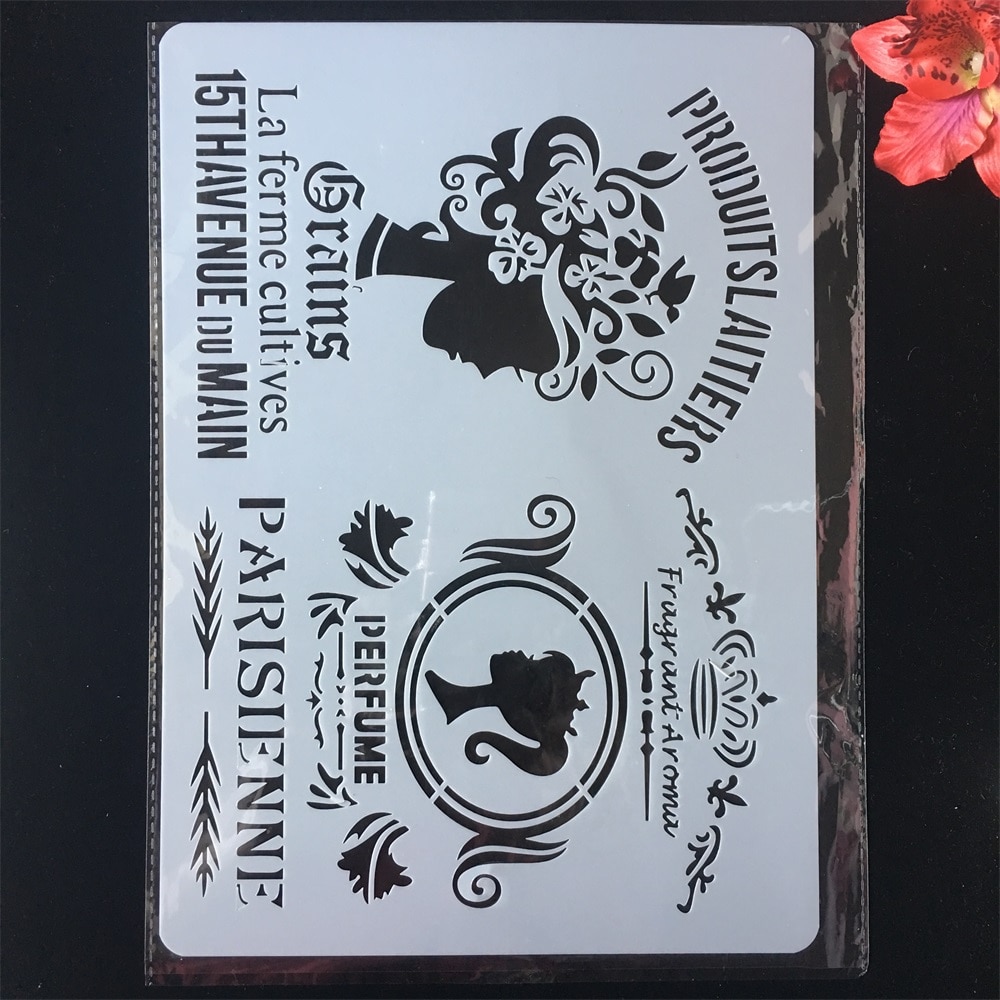 PRODUITSLAITIERS
Grains
La ferme cultives
15THAVENUE DU MAIN
Fragrant Aroma
PERFUME
PARISIENNE